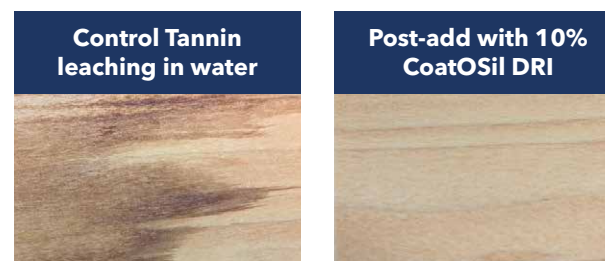 Control Tannin
leaching in water
Post-add with 10%
CoatOSil DRI